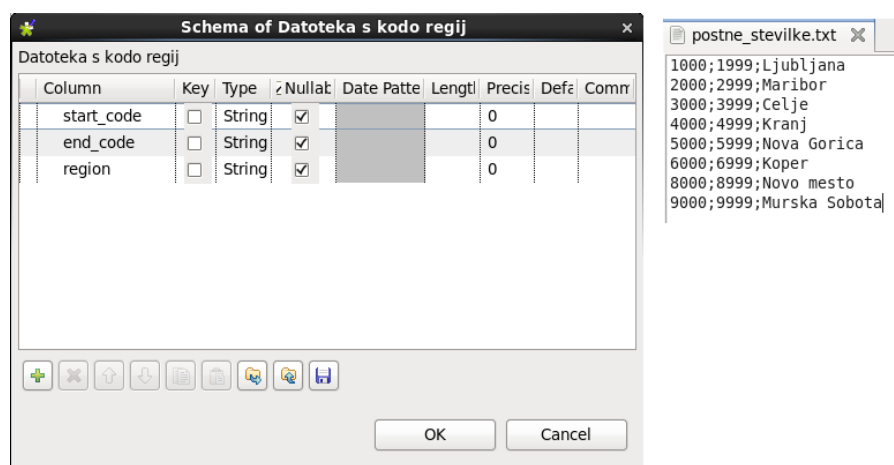 Schema of Datoteka s kodo regij
Datoteka s kodo regij
Column Key Type Nullab Date Patte Lengtl Precis Defa Comm
start_code String 0
end_code String 0
region String 0
OK Cancel
postne_stevilke.txt
1000;1999;Ljubljana
2000;2999;Maribor
3000;3999;Celje
4000;4999;Kranj
5000;5999;Nova Gorica
6000;6999;Koper
8000;8999;Novo mesto
9000;9999;Murska Sobota